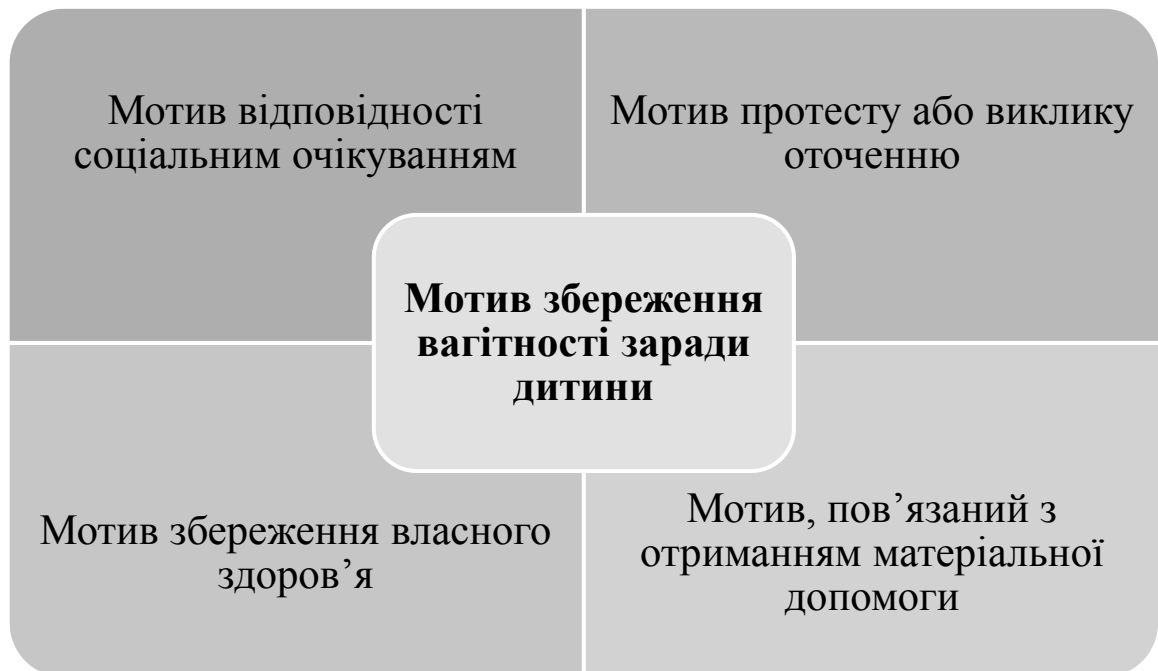 Мотив відповідності
соціальним очікуванням
Мотив протесту або виклику
оточенню
Мотив збереження
вагітності заради
дитини
Мотив збереження власного
здоров’я
Мотив, пов’язаний з
отриманням матеріальної
допомоги